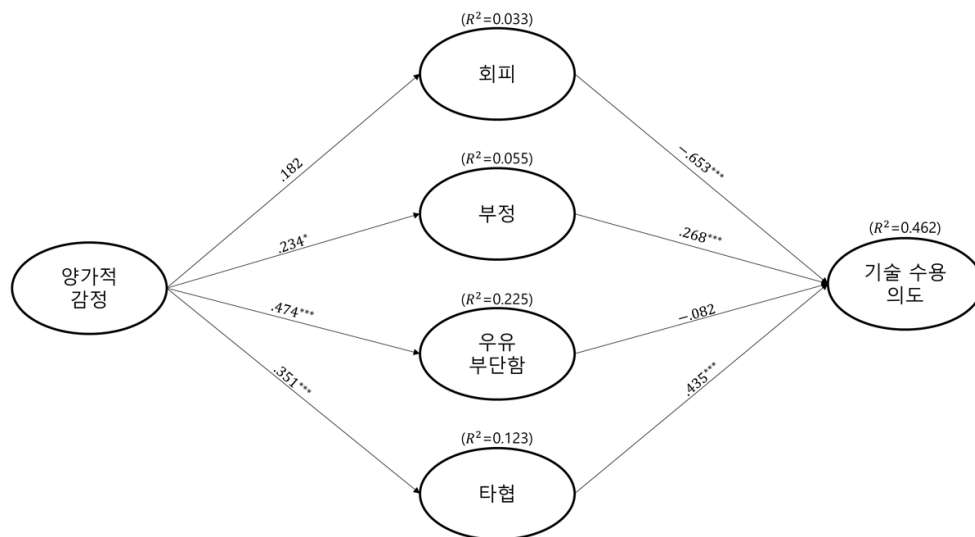 (R²=0.033)
회피
.182
−.653***
(R²=0.055)
부정
.234*
.268***
(R²=0.462)
양가적
감정
기술 수용
의도
(R²=0.225)
.474***
−.082
우유
부단함
.351***
.435***
(R²=0.123)
타협